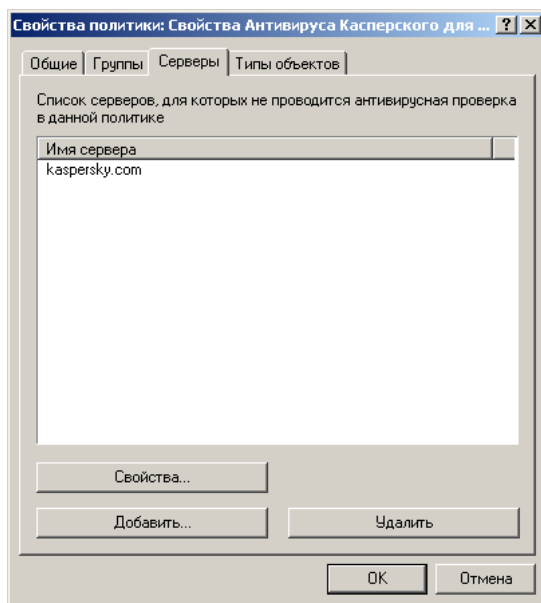 Свойства политики: Свойства Антивируса Касперского для ...
Общие Группы Серверы Типы объектов
Список серверов, для которых не проводится антивирусная проверка
в данной политике
Имя сервера
kaspersky.com
Свойства...
Добавить... Удалить
OK Отмена